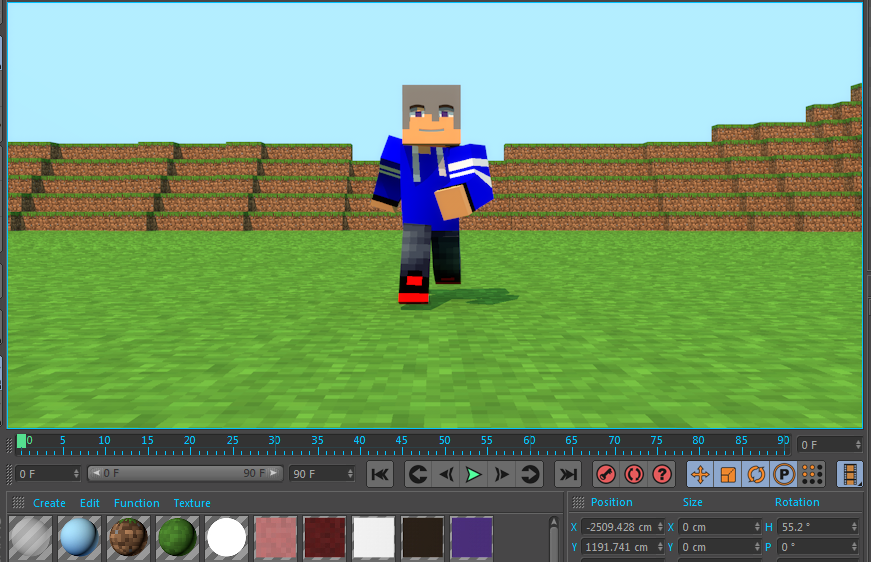 0 5 10 15 20 25 30 35 40 45 50 55 60 65 70 75 80 85 90 0 F
0 F 0 F 90 F 90 F ? P
Create Edit Function Texture
Position Size Rotation
X -2509.428 cm X 0 cm H 55.2 °
Y 1191.741 cm Y 0 cm P 0 °